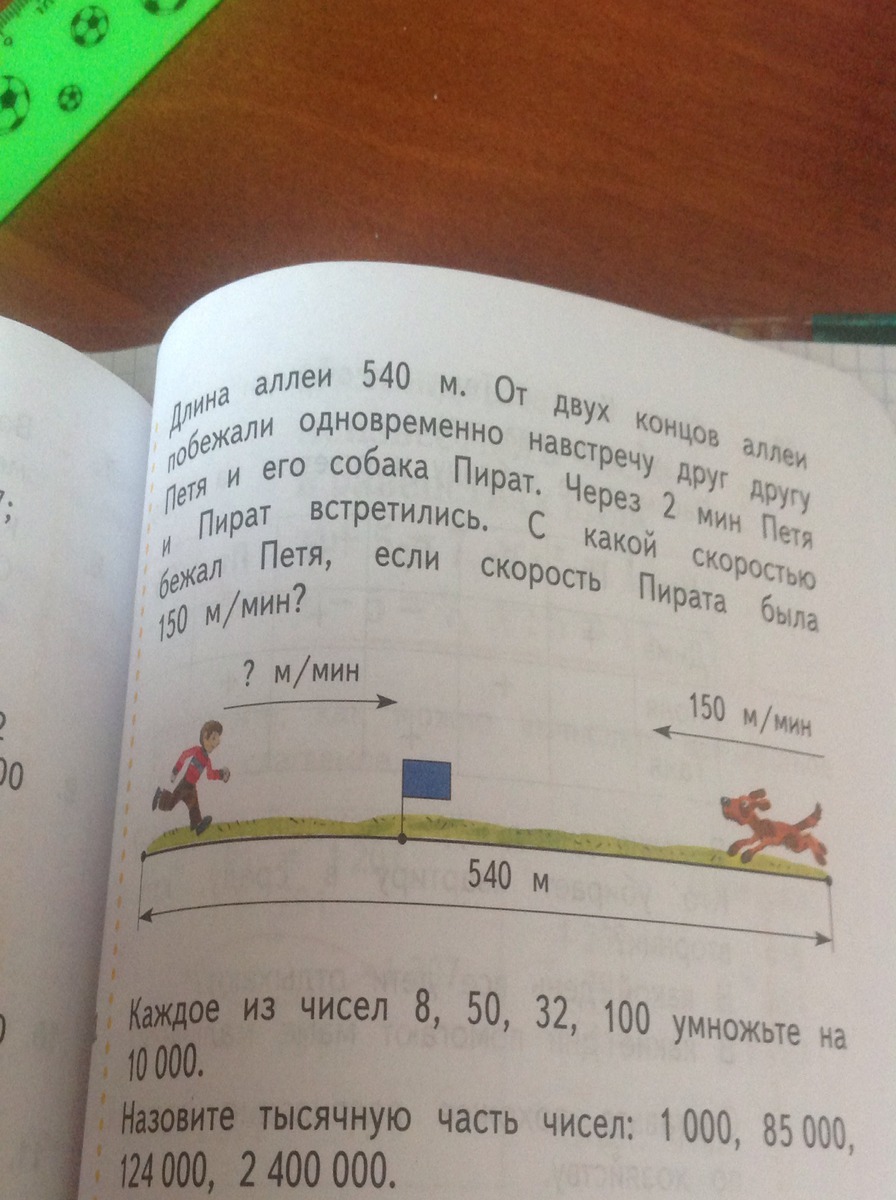 Длина аллеи 540 м. От двух концов аллеи
побежали одновременно навстречу друг другу
Петя и его собака Пират. Через 2 мин Петя
и Пират встретились. С какой скоростью
бежал Петя, если скорость Пирата была
150 м/мин?
? м/мин
150 м/мин
540 м
Каждое из чисел 8, 50, 32, 100 умножьте на
10 000.
Назовите тысячную часть чисел: 1 000, 85 000,
124 000, 2 400 000.